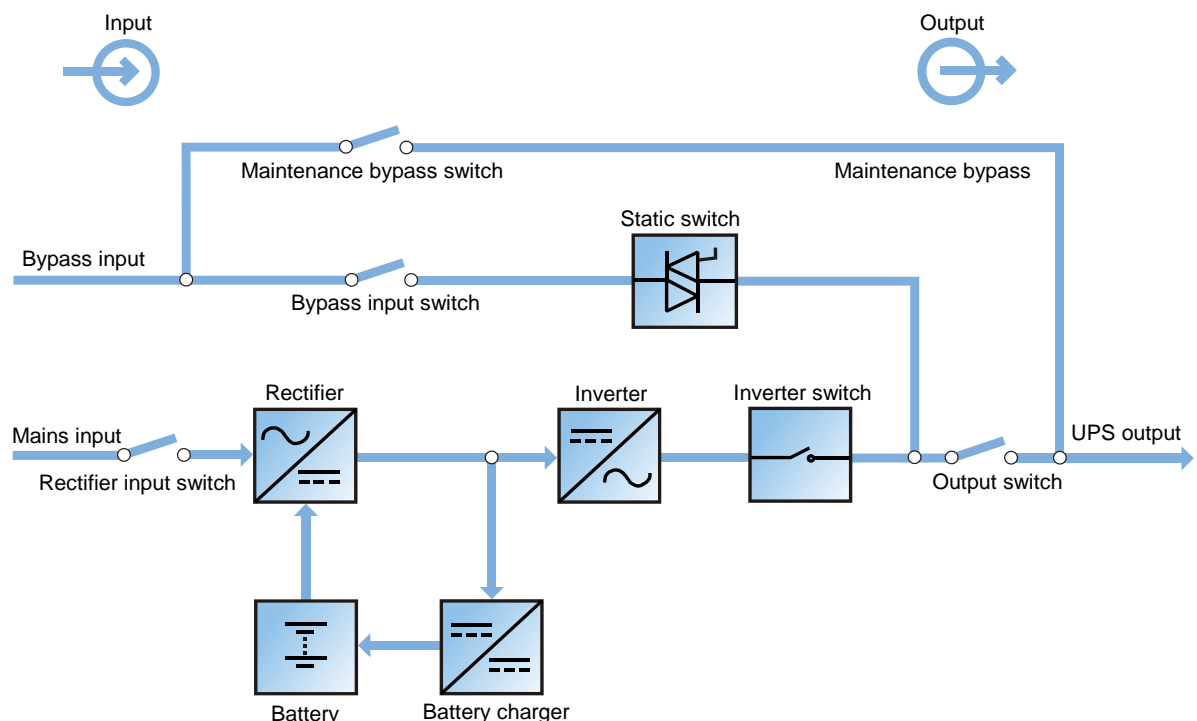 Input
Output
Maintenance bypass switch
Maintenance bypass
Static switch
Bypass input
Bypass input switch
Rectifier
Inverter
Inverter switch
Mains input
UPS output
Rectifier input switch
Output switch
Battery
Battery charger